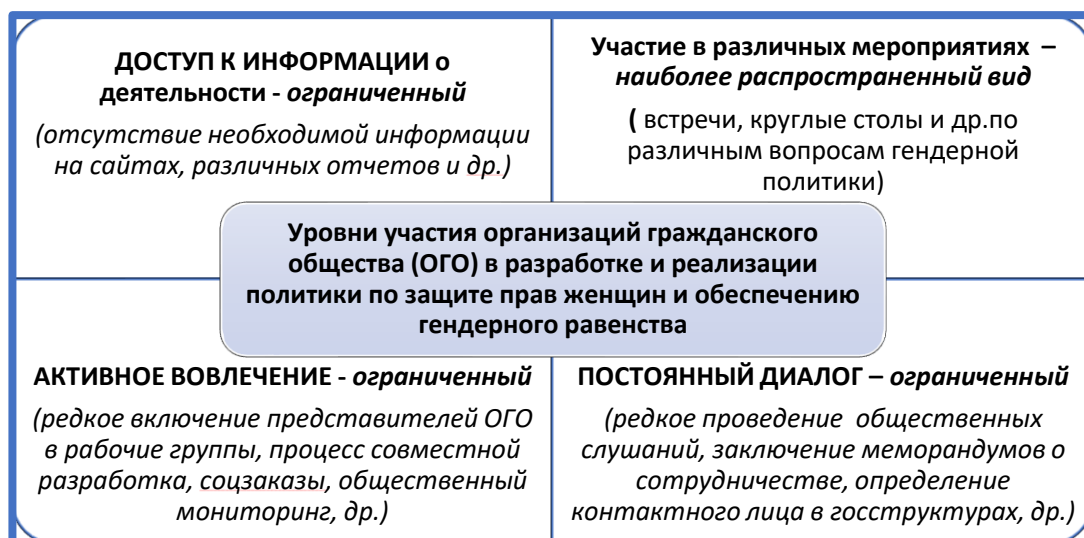 ДОСТУП К ИНФОРМАЦИИ о
деятельности - ограниченный
(отсутствие необходимой информации
на сайтах, различных отчетов и др.)
Участие в различных мероприятиях –
наиболее распространенный вид
( встречи, круглые столы и др.по
различным вопросам гендерной
политики)
Уровни участия организаций гражданского
общества (ОГО) в разработке и реализации
политики по защите прав женщин и обеспечению
гендерного равенства
АКТИВНОЕ ВОВЛЕЧЕНИЕ - ограниченный
(редкое включение представителей ОГО
в рабочие группы, процесс совместной
разработка, соцзаказы, общественный
мониторинг, др.)
ПОСТОЯННЫЙ ДИАЛОГ – ограниченный
(редкое проведение общественных
слушаний, заключение меморандумов о
сотрудничестве, определение
контактного лица в госструктурах, др.)